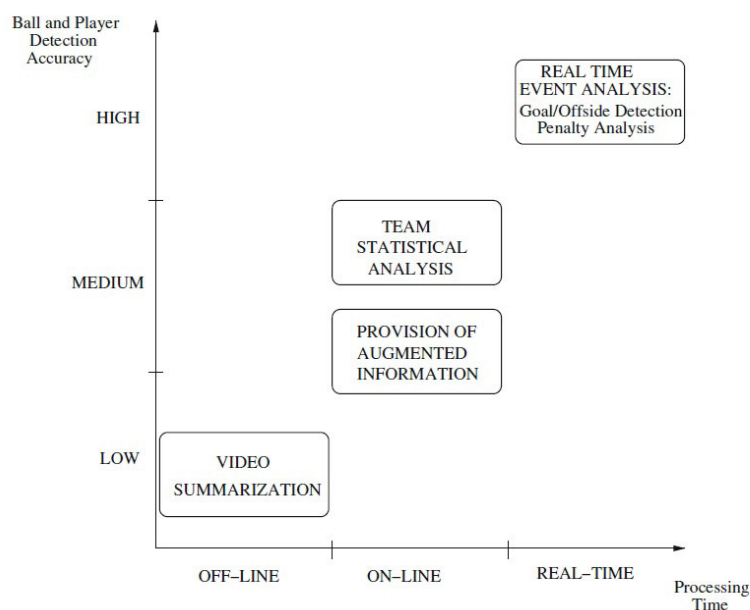 Ball and Player
Detection
Accuracy
HIGH
REAL TIME
EVENT ANALYSIS:
Goal/Offside Detection
Penalty Analysis
MEDIUM
TEAM
STATISTICAL
ANALYSIS
PROVISION OF
AUGMENTED
INFORMATION
LOW
VIDEO
SUMMARIZATION
OFF–LINE
ON–LINE
REAL–TIME
Processing
Time